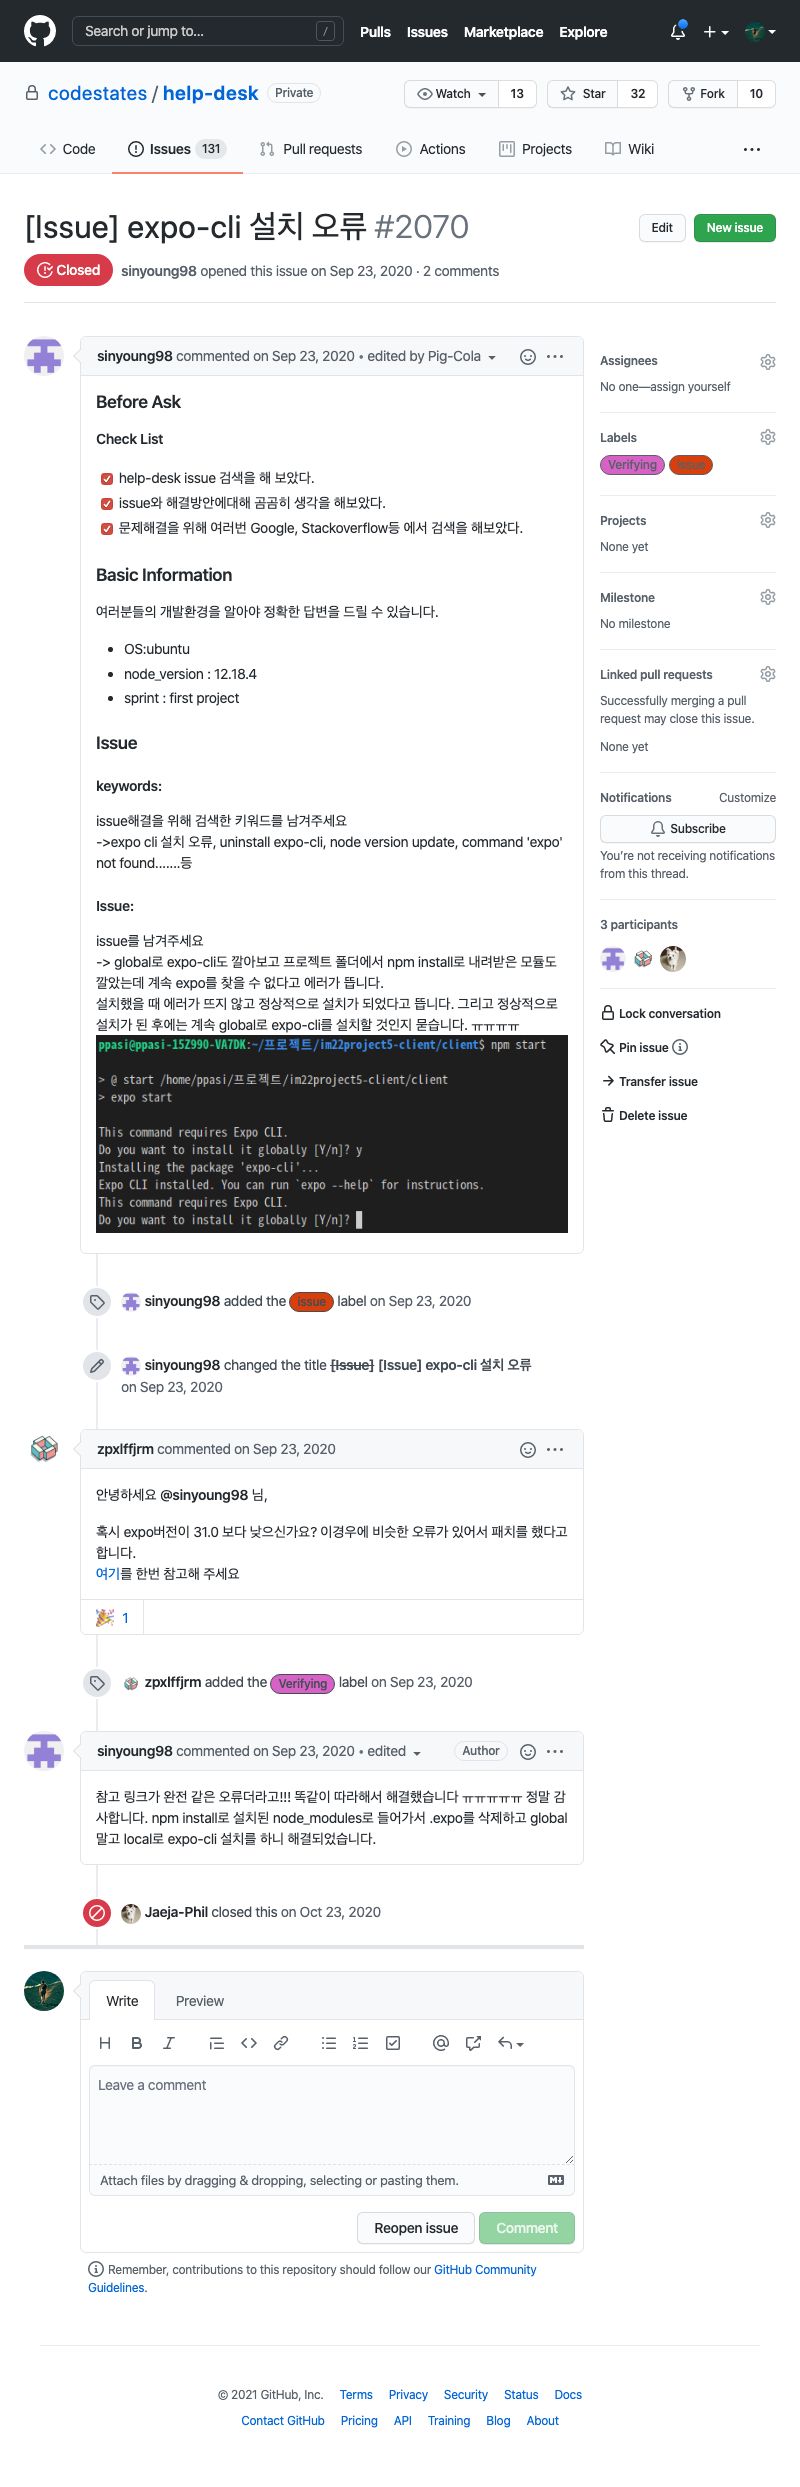 Search or jump to...
/
Pulls Issues Marketplace Explore
codestates / help-desk Private
Watch 13 Star 32 Fork 10
Code Issues 131 Pull requests Actions Projects Wiki
[Issue] expo-cli 설치 오류 #2070
Edit New issue
Closed sinyoung98 opened this issue on Sep 23, 2020 · 2 comments
sinyoung98 commented on Sep 23, 2020 • edited by Pig-Cola
Before Ask
Check List
help-desk issue 검색을 해 보았다.
issue와 해결방안에대해 곰곰히 생각을 해보았다.
문제해결을 위해 여러번 Google, Stackoverflow등 에서 검색을 해보았다.
Basic Information
여러분들의 개발환경을 알아야 정확한 답변을 드릴 수 있습니다.
• OS:ubuntu
• node_version : 12.18.4
• sprint : first project
Issue
keywords:
issue해결을 위해 검색한 키워드를 남겨주세요
->expo cli 설치 오류, uninstall expo-cli, node version update, command 'expo'
not found.......등
Issue:
issue를 남겨주세요
-> global로 expo-cli도 깔아보고 프로젝트 폴더에서 npm install로 내려받은 모듈도
깔았는데 계속 expo를 찾을 수 없다고 에러가 뜹니다.
설치했을 때 에러가 뜨지 않고 정상적으로 설치가 되었다고 뜹니다. 그리고 정상적으로
설치가 된 후에는 계속 global로 expo-cli를 설치할 것인지 묻습니다. ㅠㅠㅠㅠ
ppasi@ppasi-15Z990-VA7DK:~/프로젝트/im22project5-client/client$ npm start
> @ start /home/ppasi/프로젝트/im22project5-client/client
> expo start
This command requires Expo CLI.
Do you want to install it globally [Y/n]? y
Installing the package 'expo-cli'...
Expo CLI installed. You can run `expo --help` for instructions.
This command requires Expo CLI.
Do you want to install it globally [Y/n]?
Assignees
No one—assign yourself
Labels
Verifying issue
Projects
None yet
Milestone
No milestone
Linked pull requests
Successfully merging a pull
request may close this issue.
None yet
Notifications Customize
Subscribe
You're not receiving notifications
from this thread.
3 participants
Lock conversation
Pin issue
Transfer issue
Delete issue
sinyoung98 added the issue label on Sep 23, 2020
sinyoung98 changed the title [Issue] [Issue] expo-cli 설치 오류
on Sep 23, 2020
zpxlffjrm commented on Sep 23, 2020
안녕하세요 @sinyoung98 님,
혹시 expo버전이 31.0 보다 낮으신가요? 이경우에 비슷한 오류가 있어서 패치를 했다고
합니다.
여기를 한번 참고해 주세요
1
zpxlffjrm added the Verifying label on Sep 23, 2020
sinyoung98 commented on Sep 23, 2020 • edited Author
참고 링크가 완전 같은 오류더라고!!! 똑같이 따라해서 해결했습니다 ㅠㅠㅠㅠㅠ 정말 감
사합니다. npm install로 설치된 node_modules로 들어가서 .expo를 삭제하고 global
말고 local로 expo-cli 설치를 하니 해결되었습니다.
Jaeja-Phil closed this on Oct 23, 2020
Write Preview
Leave a comment
Attach files by dragging & dropping, selecting or pasting them.
Reopen issue Comment
Remember, contributions to this repository should follow our GitHub Community
Guidelines.
© 2021 GitHub, Inc. Terms Privacy Security Status Docs
Contact GitHub Pricing API Training Blog About